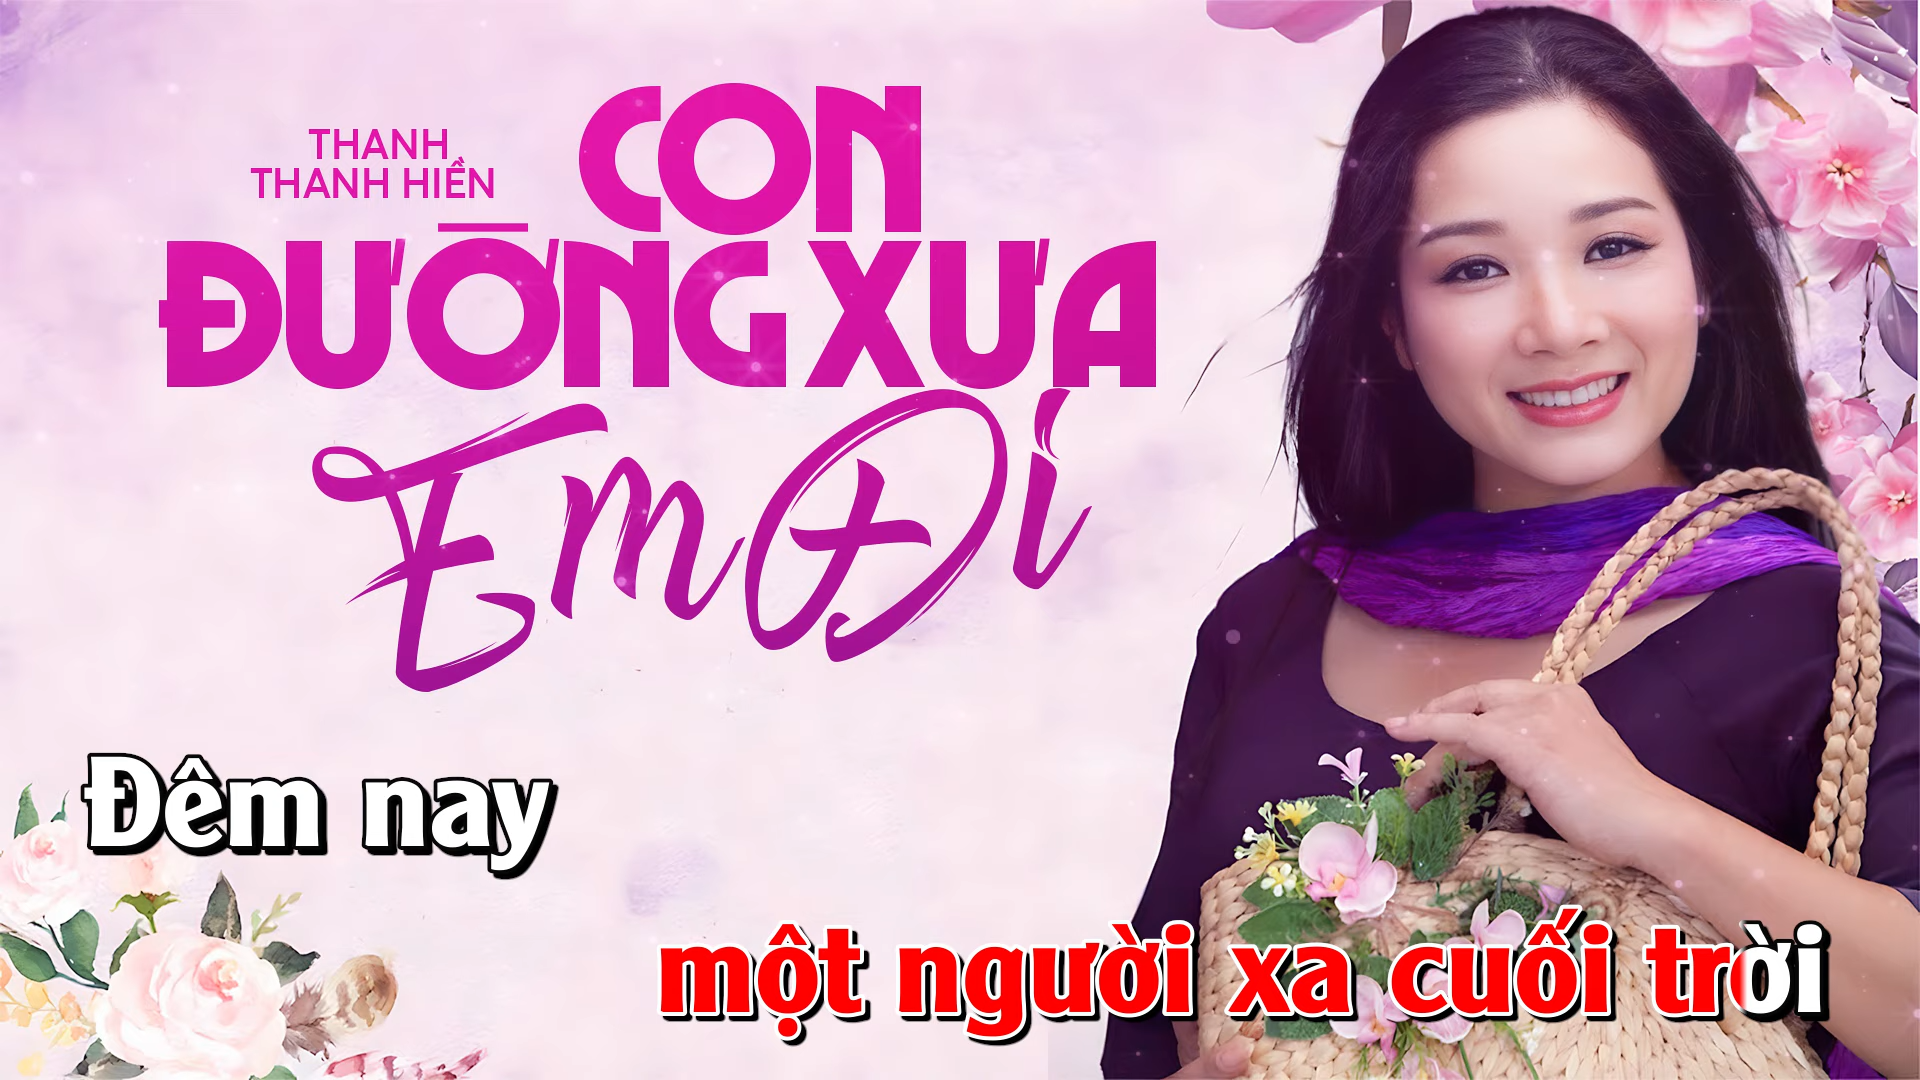 THANH
THANH HIỀN
CON
ĐƯỜNG XƯA
Em Đi
Đêm nay
một người xa cuối trời